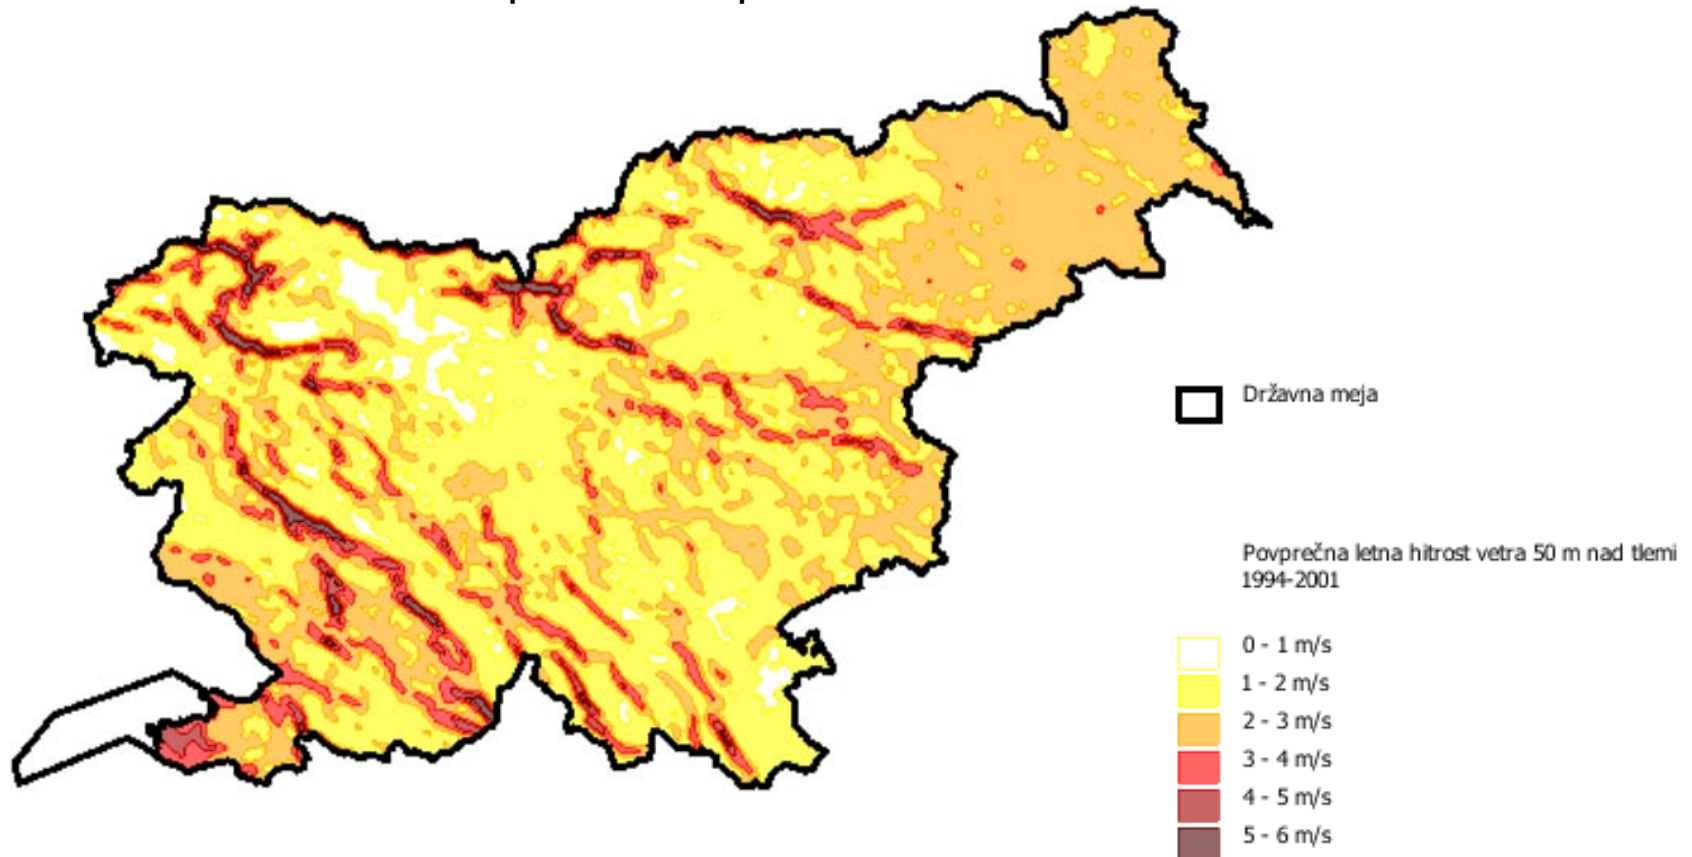 Državna meja
Povprečna letna hitrost vetra 50 m nad tlemi
1994-2001
0 - 1 m/s
1 - 2 m/s
2 - 3 m/s
3 - 4 m/s
4 - 5 m/s
5 - 6 m/s